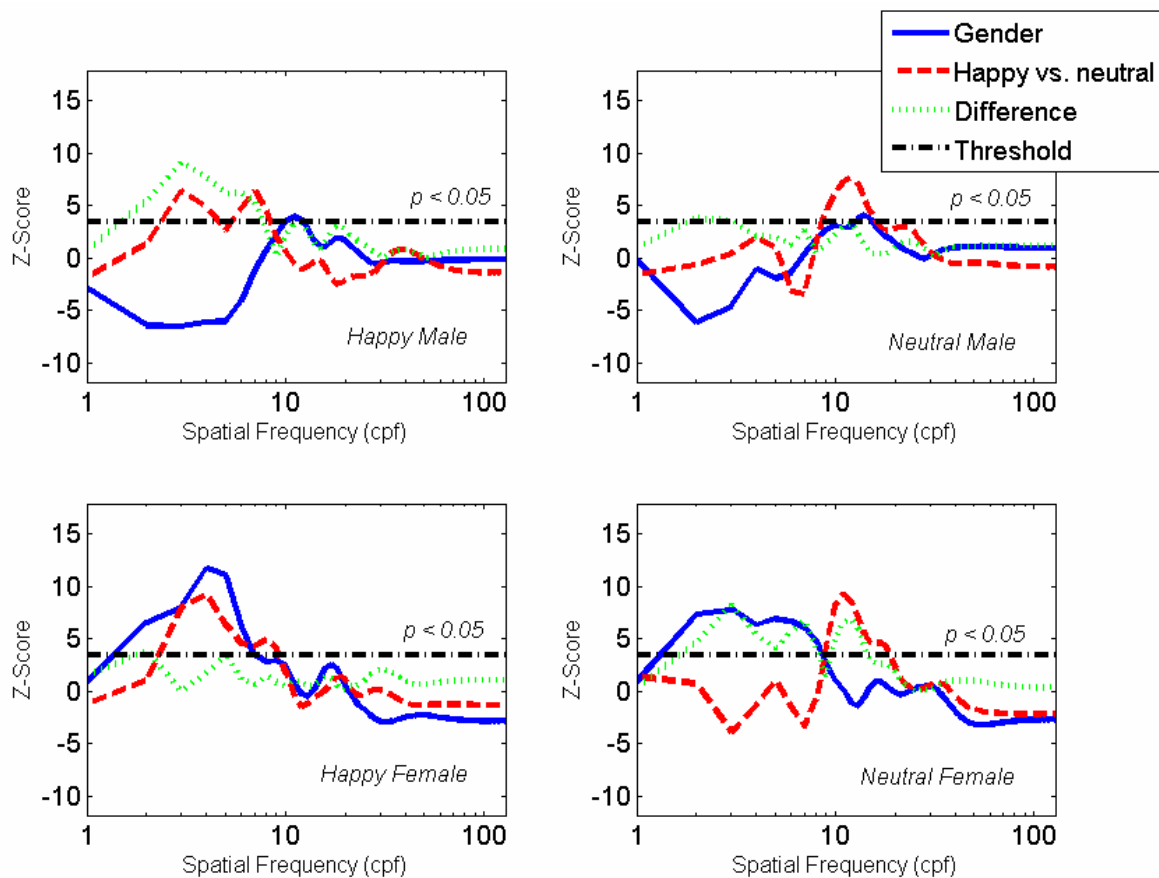 Gender
Happy vs. neutral
Difference
Threshold
15
10
5
0
-5
-10
Z-Score
p < 0.05
Happy Male
1
10
100
Spatial Frequency (cpf)
15
10
5
0
-5
-10
Z-Score
p < 0.05
Neutral Male
1
10
100
Spatial Frequency (cpf)
15
10
5
0
-5
-10
Z-Score
p < 0.05
Happy Female
1
10
100
Spatial Frequency (cpf)
15
10
5
0
-5
-10
Z-Score
p < 0.05
Neutral Female
1
10
100
Spatial Frequency (cpf)